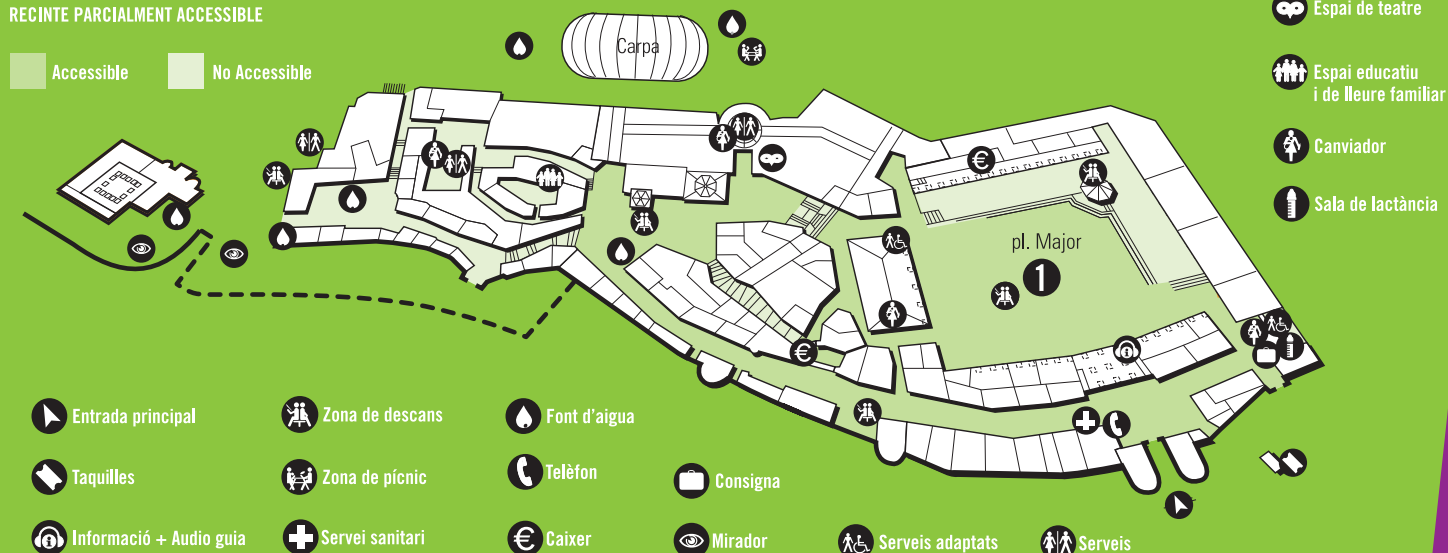 RECINTE PARCIALMENT ACCESSIBLE
Accessible
No Accessible
Carpa
Espai de teatre
Espai educatiu
i de lleure familiar
Canviador
Sala de lactància
pl. Major
1
Entrada principal
Zona de descans
Font d'aigua
Taquilles
Zona de pícnic
Telèfon
Consigna
Informació + Audio guia
Servei sanitari
Caixer
Mirador
Serveis adaptats
Serveis